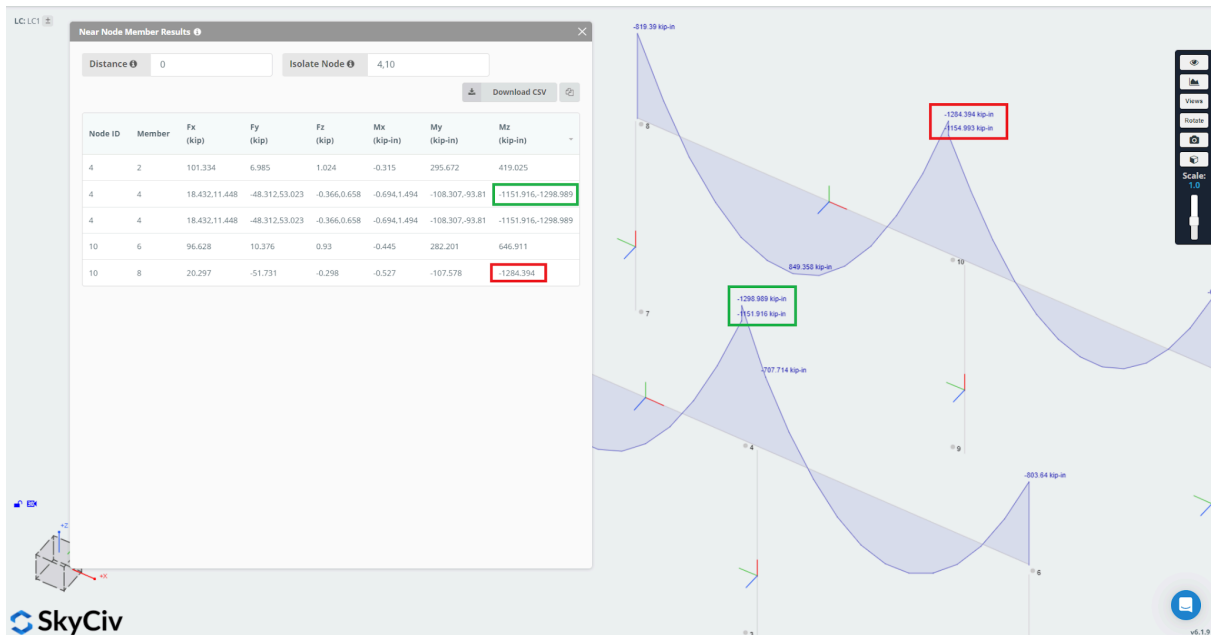 LC: LC1
Near Node Member Results
Distance 0 Isolate Node 4,10
Download CSV
Node ID Member Fx (kip) Fy (kip) Fz (kip) Mx (kip-in) My (kip-in) Mz (kip-in)
4 2 101.334 6.985 1.024 -0.315 295.672 419.025
4 4 18.432,11.448 -48.312,53.023 -0.366,0.658 -0.694,1.494 -108.307,-93.81 -1151.916,-1298.989
4 4 18.432,11.448 -48.312,53.023 -0.366,0.658 -0.694,1.494 -108.307,-93.81 -1151.916,-1298.989
10 6 96.628 10.376 0.93 -0.445 282.201 646.911
10 8 20.297 -51.731 -0.298 -0.527 -107.578 -1284.394
-819.39 kip-in
8
-1284.394 kip-in
-1154.993 kip-in
849.358 kip-in
10
7
-1298.989 kip-in
-1151.916 kip-in
-707.714 kip-in
4
9
-803.64 kip-in
6
3
Views
Rotate
Scale:
1.0
+Z
+X
SkyCiv
v6.1.9